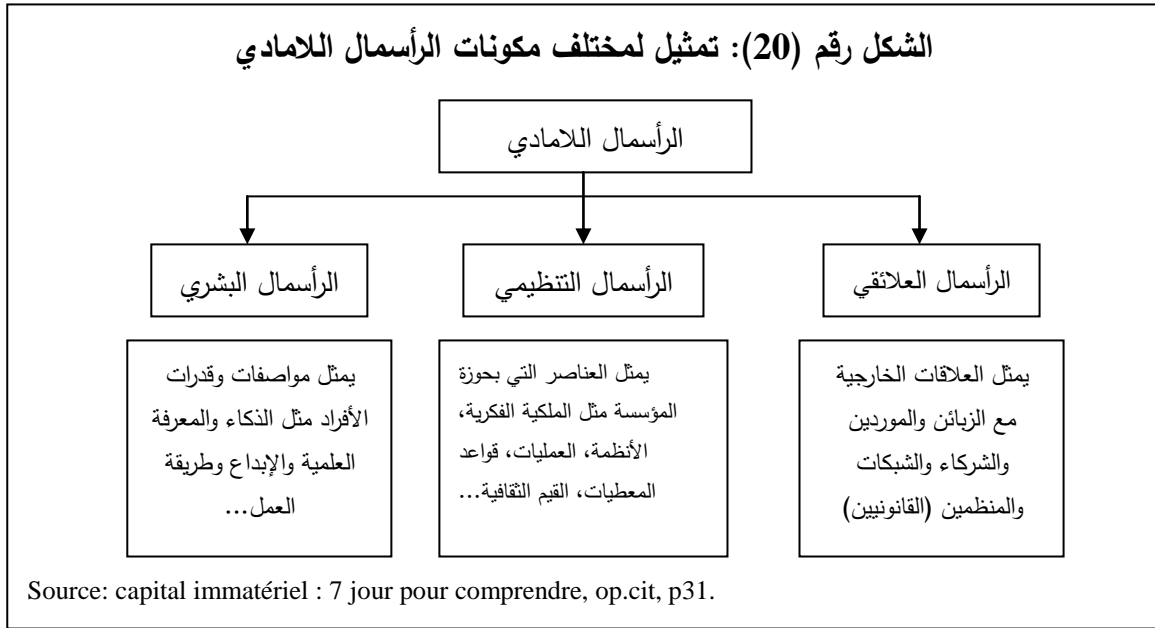 الشكل رقم (20): تمثيل لمختلف مكونات الرأسمال اللامادي
الرأسمال اللامادي
الرأسمال العلائقي
يمثل العلاقات الخارجية
مع الزبائن والموردين
والشركاء والشبكات
والمنظمين (القانونيين)
الرأسمال التنظيمي
يمثل العناصر التي بحوزة
المؤسسة مثل الملكية الفكرية،
الأنظمة، العمليات، قواعد
المعطيات، القيم الثقافية...
الرأسمال البشري
يمثل مواصفات وقدرات
الأفراد مثل الذكاء والمعرفة
العلمية والإبداع وطريقة
العمل...
Source: capital immatériel : 7 jour pour comprendre, op.cit, p31.